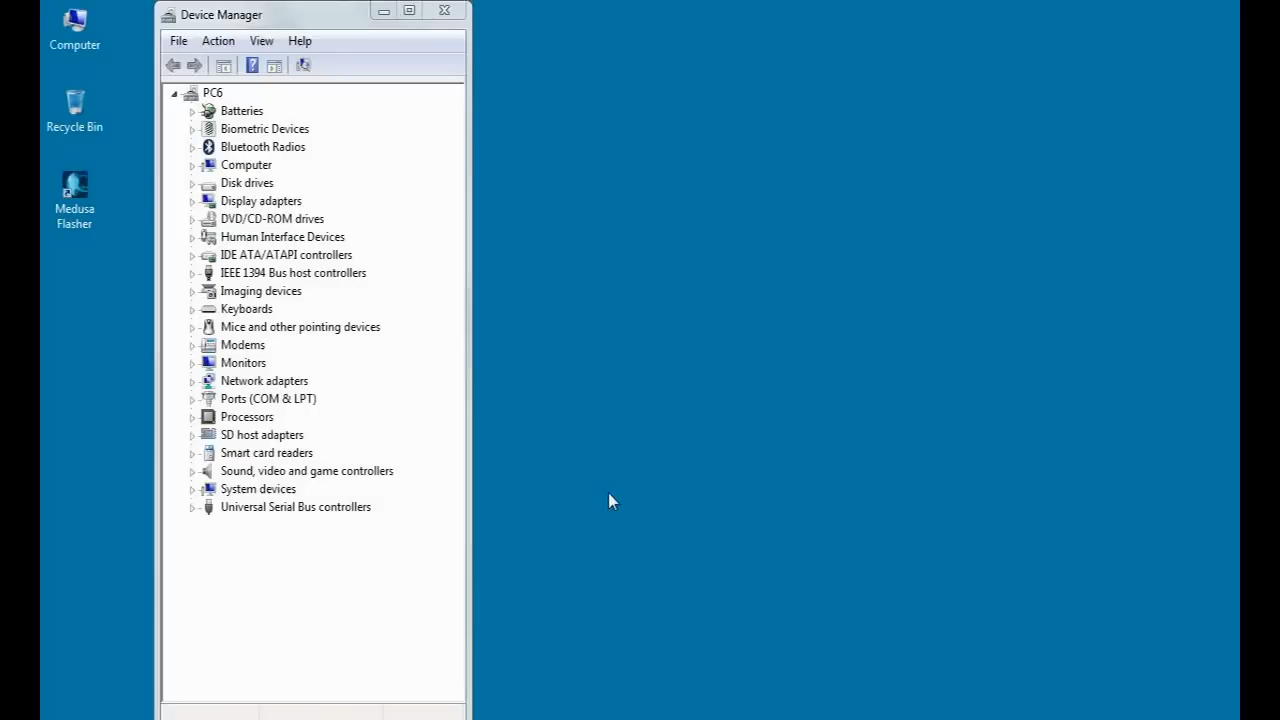 Computer
Recycle Bin
Medusa
Flasher
Device Manager
File Action View Help
PC6
Batteries
Biometric Devices
Bluetooth Radios
Computer
Disk drives
Display adapters
DVD/CD-ROM drives
Human Interface Devices
IDE ATA/ATAPI controllers
IEEE 1394 Bus host controllers
Imaging devices
Keyboards
Mice and other pointing devices
Modems
Monitors
Network adapters
Ports (COM & LPT)
Processors
SD host adapters
Smart card readers
Sound, video and game controllers
System devices
Universal Serial Bus controllers